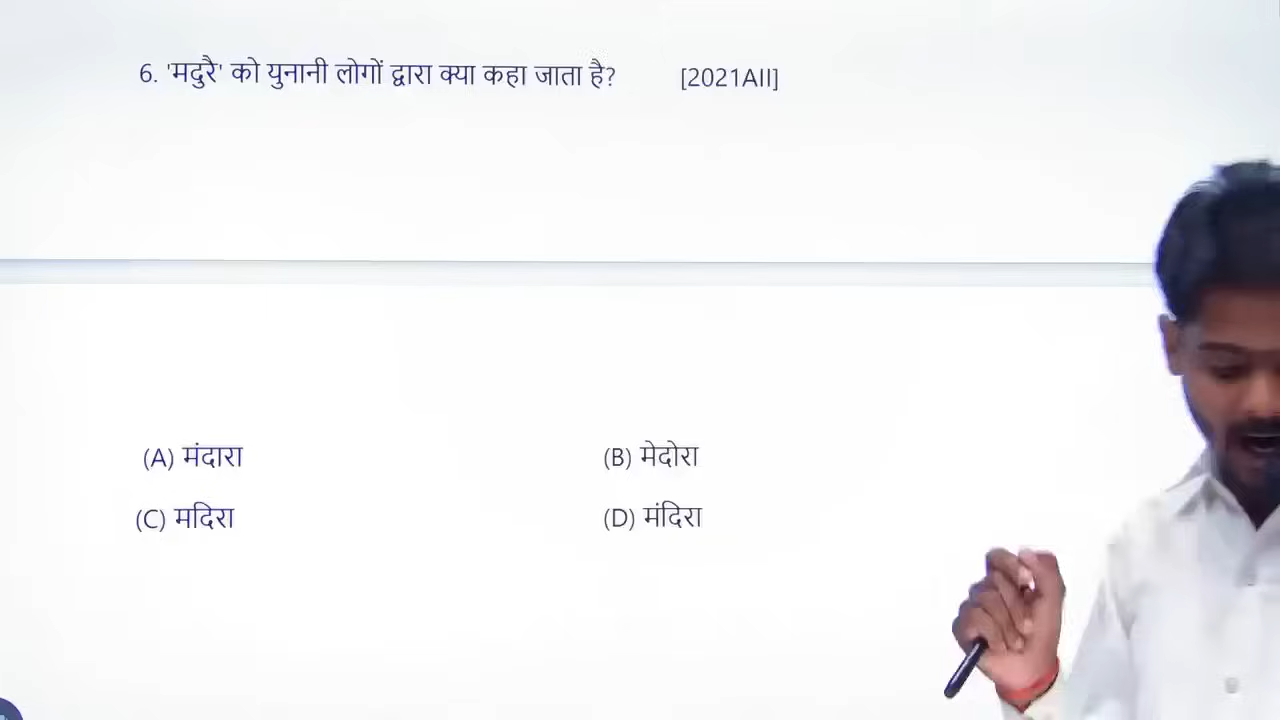 6. 'मदुरै' को युनानी लोगों द्वारा क्या कहा जाता है? [2021AII]
(A) मंदारा (B) मेदोरा
(C) मदिरा (D) मंदिरा